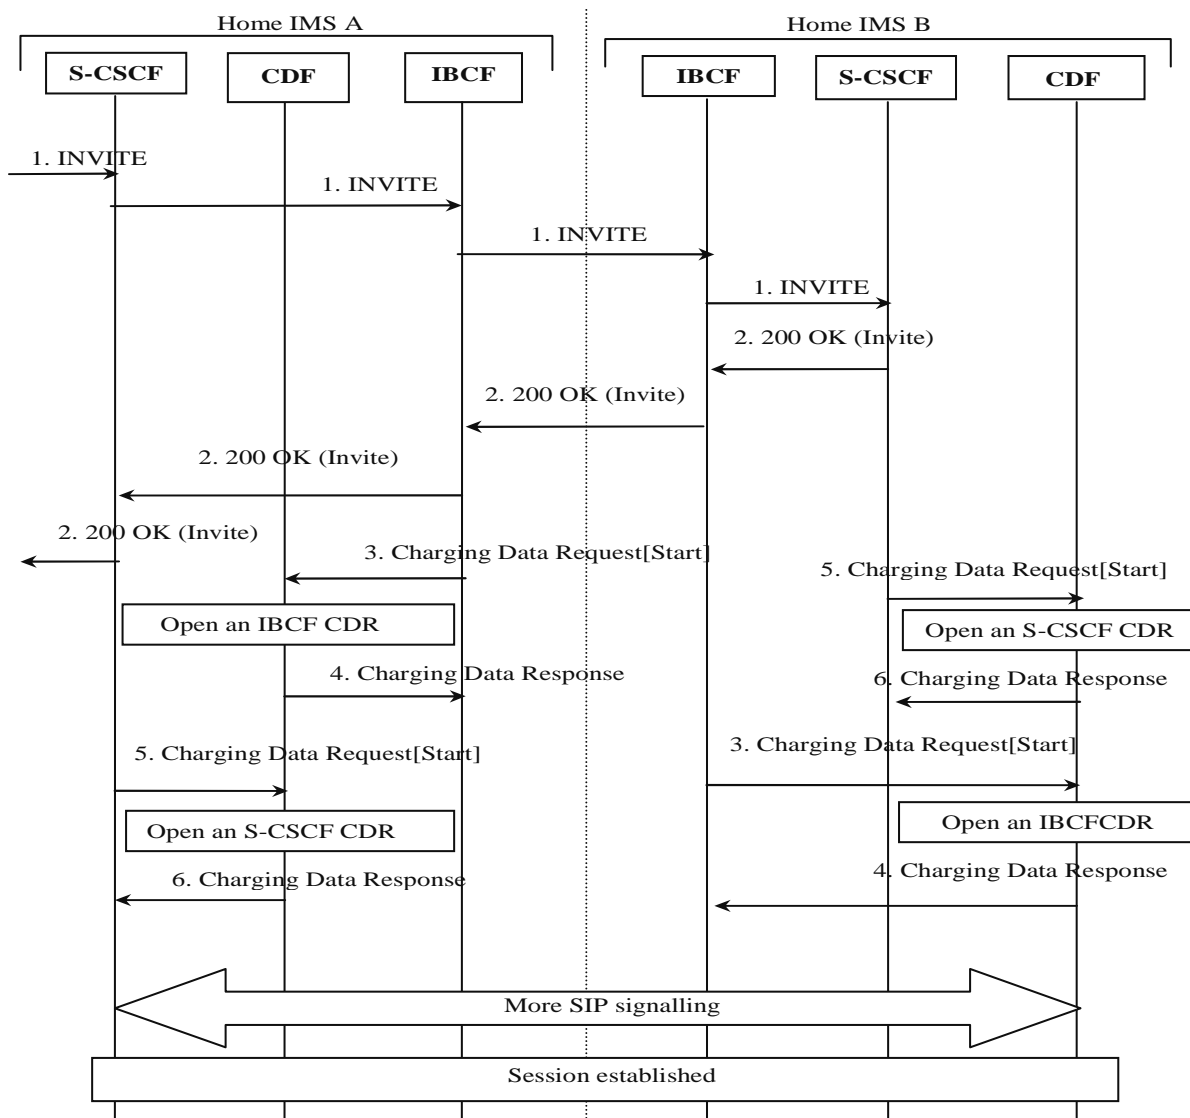 Home IMS A
Home IMS B
S-CSCF
CDF
IBCF
IBCF
S-CSCF
CDF
1. INVITE
1. INVITE
1. INVITE
1. INVITE
2. 200 OK (Invite)
2. 200 OK (Invite)
2. 200 OK (Invite)
2. 200 OK (Invite)
3. Charging Data Request[Start]
5. Charging Data Request[Start]
Open an IBCF CDR
Open an S-CSCF CDR
4. Charging Data Response
6. Charging Data Response
5. Charging Data Request[Start]
3. Charging Data Request[Start]
Open an S-CSCF CDR
Open an IBCFCDR
6. Charging Data Response
4. Charging Data Response
More SIP signalling
Session established